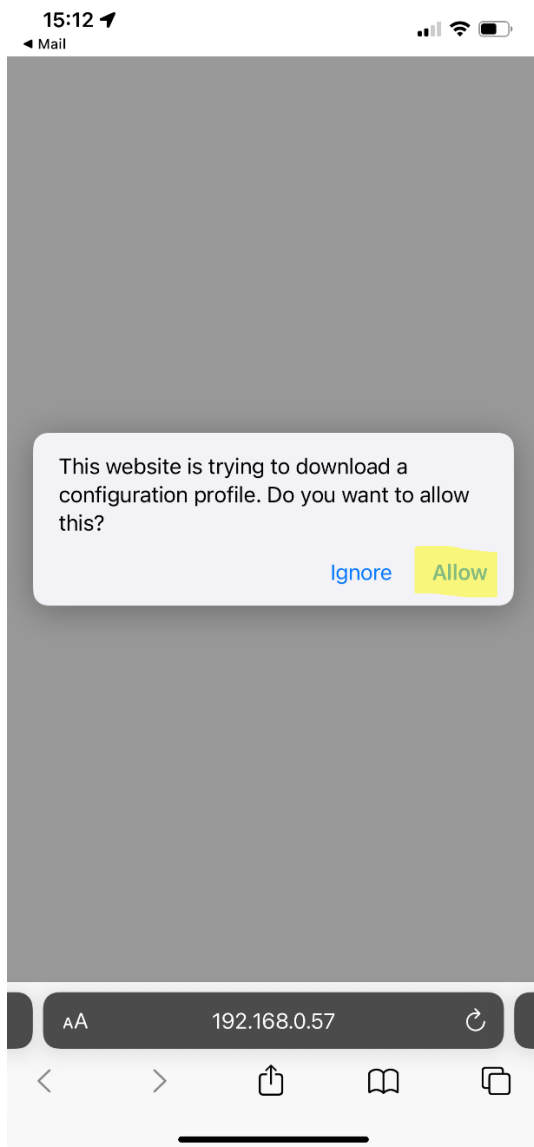 15:12
◀ Mail
This website is trying to download a
configuration profile. Do you want to allow
this?
Ignore Allow
AA 192.168.0.57